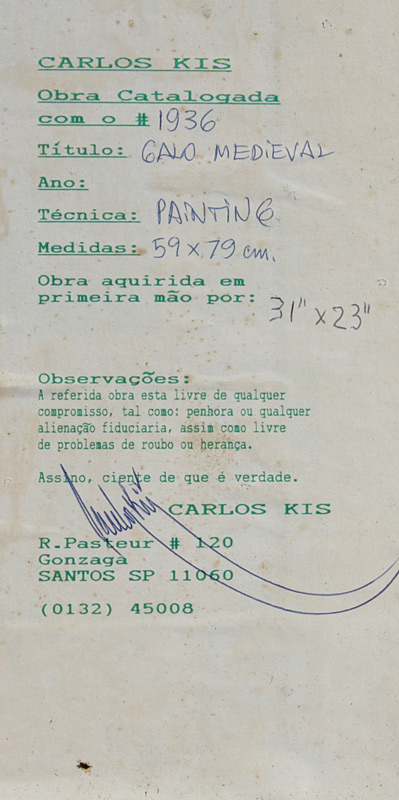 CARLOS KIS
Obra Catalogada
com o # 1936
Título: GALO MEDIEVAL
Ano:
Técnica: PAINTING
Medidas: 59 x 79 cm.
Obra aquirida em
primeira mão por:
31" x 23"
Observações:
A referida obra esta livre de qualquer
compromisso, tal como: penhora ou qualquer
alienação fiduciaria, assim como livre
de problemas de roubo ou herança.
Assino, ciente de que é verdade.
CARLOS KIS
R.Pasteur # 120
Gonzaga
SANTOS SP 11060
(0132) 45008